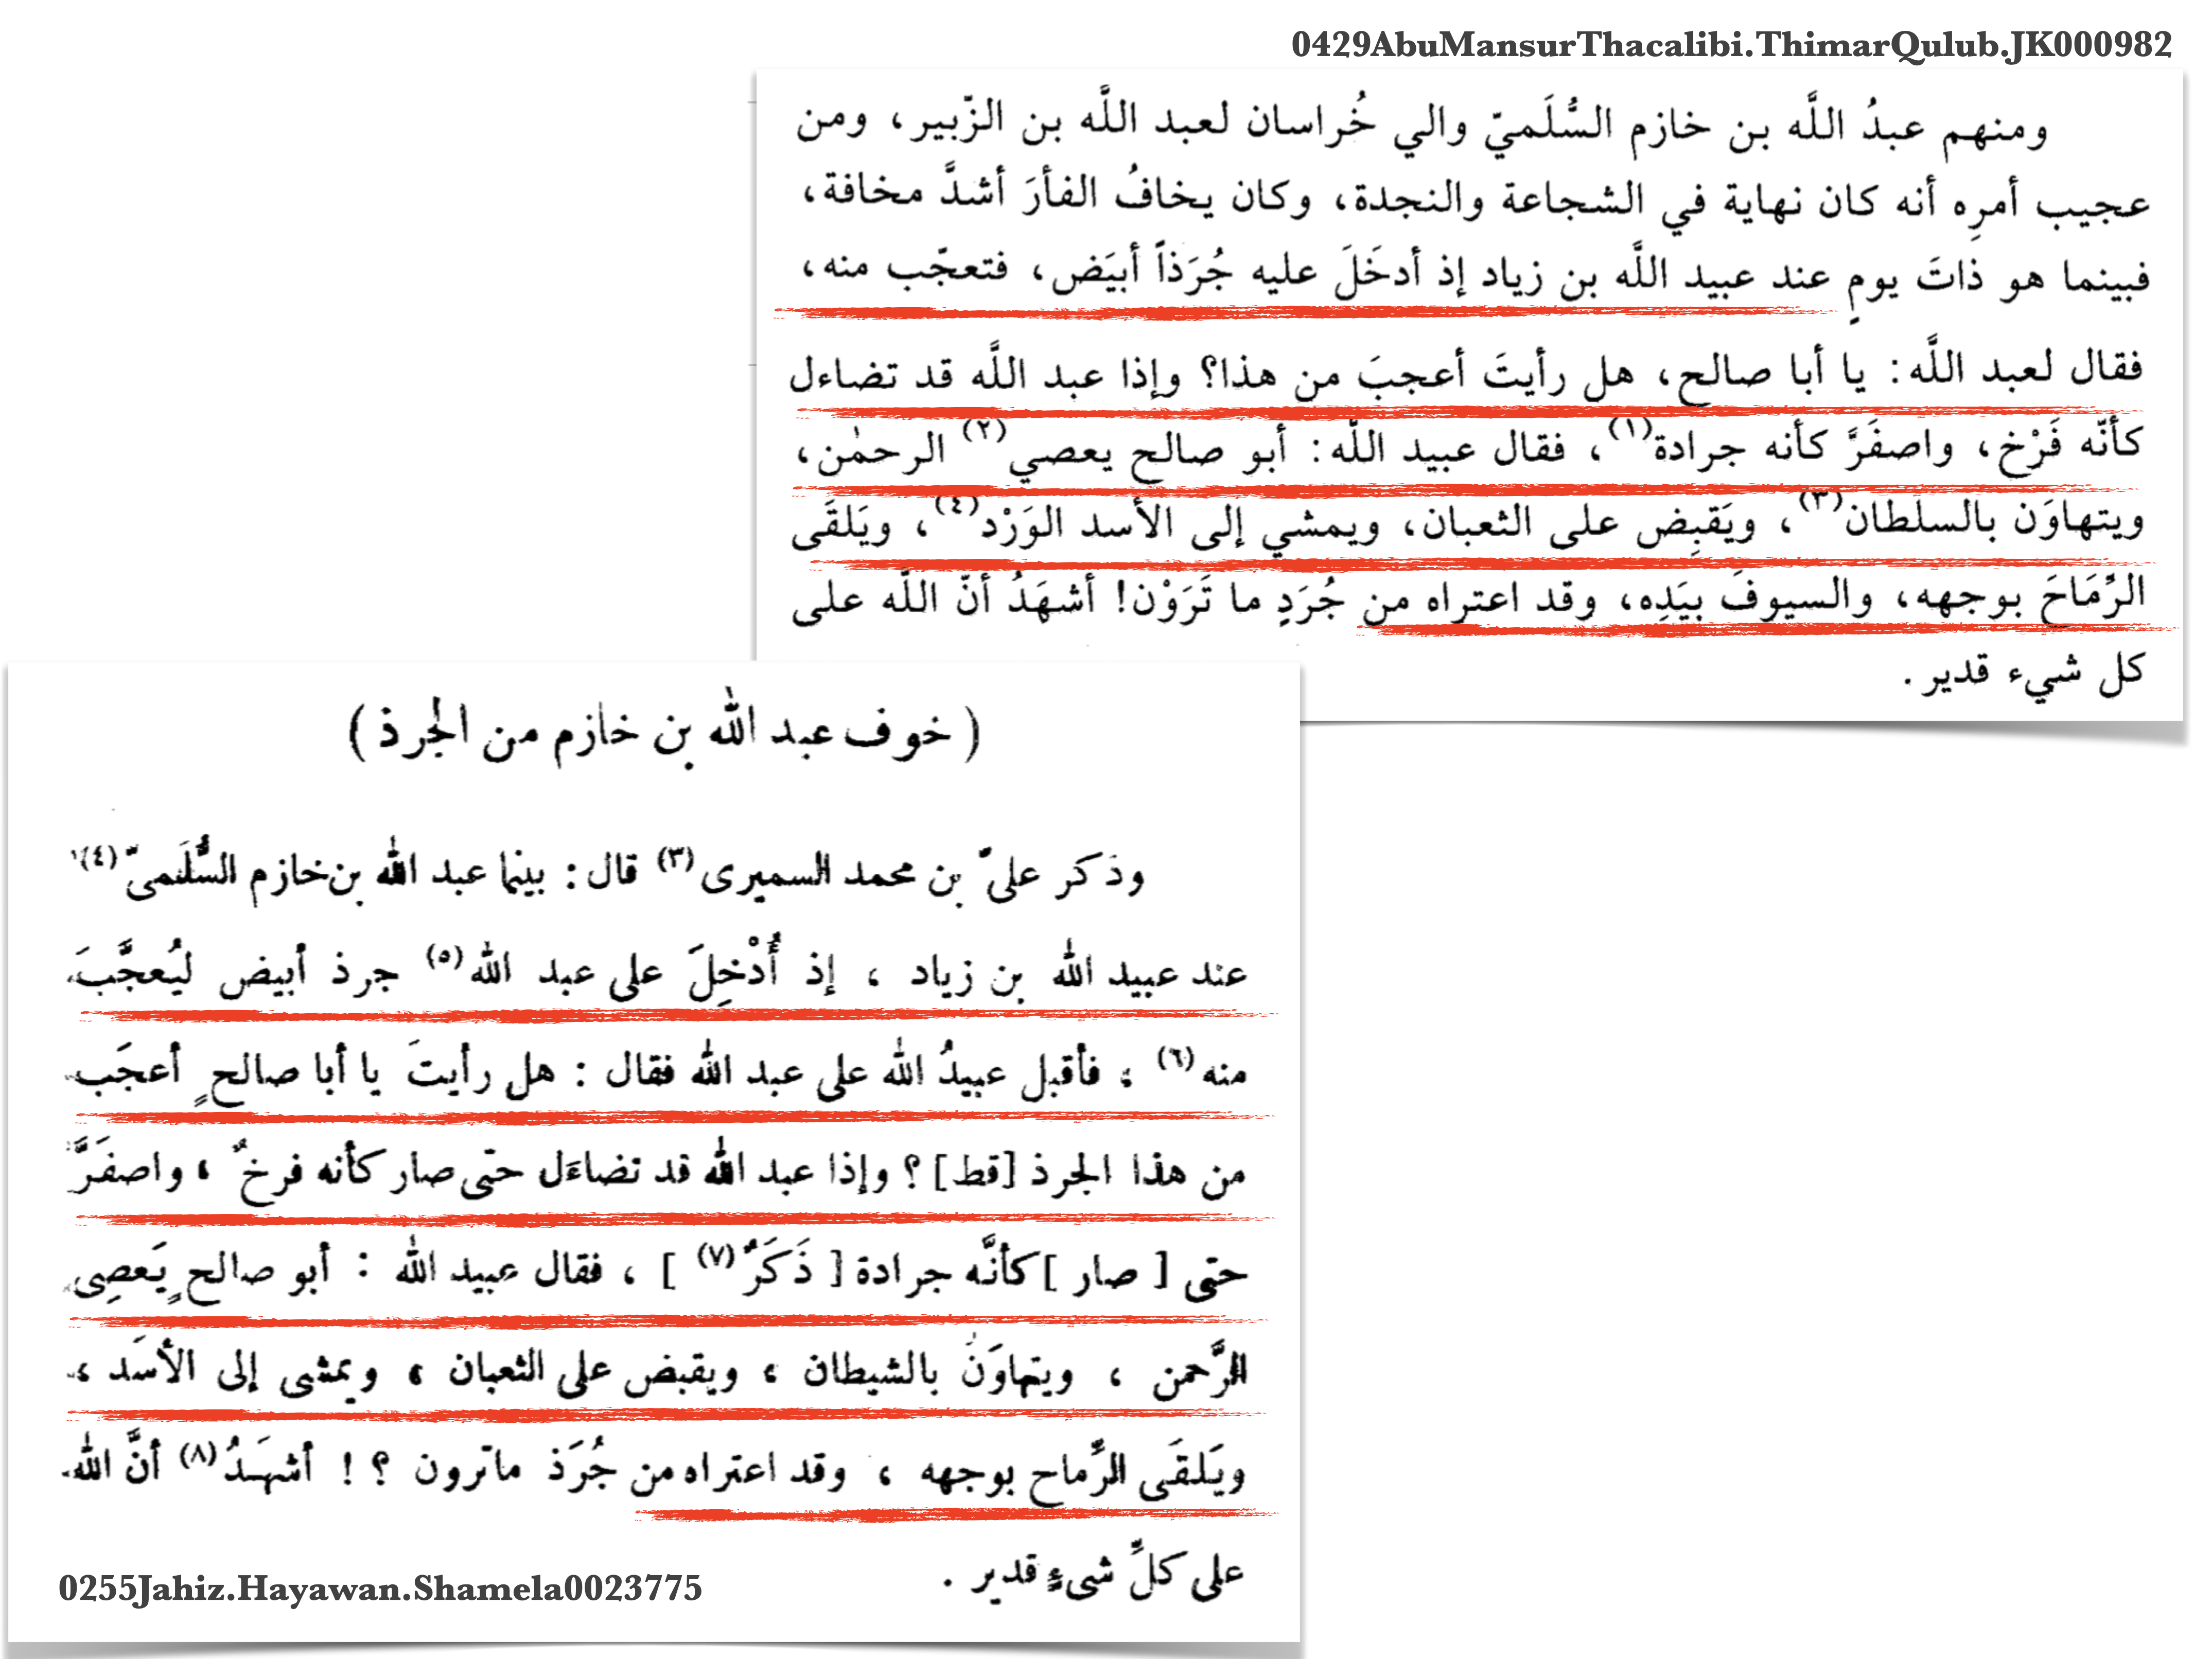 0429AbuMansurThacalibi.ThimarQulub.JK000982
ومنهم عبدُ اللَّه بن خازم السُّلَميّ والي خُراسان لعبد اللَّه بن الزّبير، ومن
عجيب أمرِه أنه كان نهاية في الشجاعة والنجدة، وكان يخافُ الفأرَ أشدَّ مخافة،
فبينما هو ذاتَ يومٍ عند عبيد اللَّه بن زياد إذ أدخَلَ عليه جُرَذاً أبيَض، فتعجّب منه،
فقال لعبد اللَّه: يا أبا صالح، هل رأيتَ أعجبَ من هذا؟ وإذا عبد اللَّه قد تضاءل
كأنّه فَرْخ، واصفَرَّ كأنه جرادة(١)، فقال عبيد اللَّه: أبو صالح يعصي(٢) الرحمٰن،
ويتهاوَن بالسلطان(٣)، ويَقبِض على الثعبان، ويمشي إلى الأسد الوَرْد(٤)، ويَلقَى
الرِّمَاحَ بوجهه، والسيوفَ بيَدِه، وقد اعتراه من جُرَدٍ ما تَرَوْن! أشهَدُ أنّ اللَّه على
كل شيء قدير.
( خوف عبد الله بن خازم من الجرذ )
وذَكَر علىّ بن محمد السميرى(٣) قال : بينما عبد الله بن خازم السُّلَمىّ(٤)
عند عبيد الله بن زياد ، إذ أُدْخِلَ على عبد الله(٥) جرذ أبيض ليُعجَّبَ
منه(٦) ، فأقبل عبيدُ الله على عبد الله فقال : هل رأيتَ يا أبا صالحٍ أعجَب
من هذا الجرذ [قط] ؟ وإذا عبد الله قد تضاءَل حتّى صار كأنه فرخٌ ، واصفَرَّ
حتى [ صار ] كأنَّه جرادة [ ذَكَرٌ(٧) ] ، فقال عبيد الله : أبو صالحٍ يَعصِى
الرَّحمن ، ويتهاوَن بالشيطان ، ويقبض على الثعبان ، ويمشى إلى الأسَد ،
ويَلقَى الرِّماح بوجهه ، وقد اعتراه من جُرَذ ماترون ؟ ! أشهَدُ(٨) أنَّ الله
على كلِّ شىءٍ قدير .
0255Jahiz.Hayawan.Shamela0023775